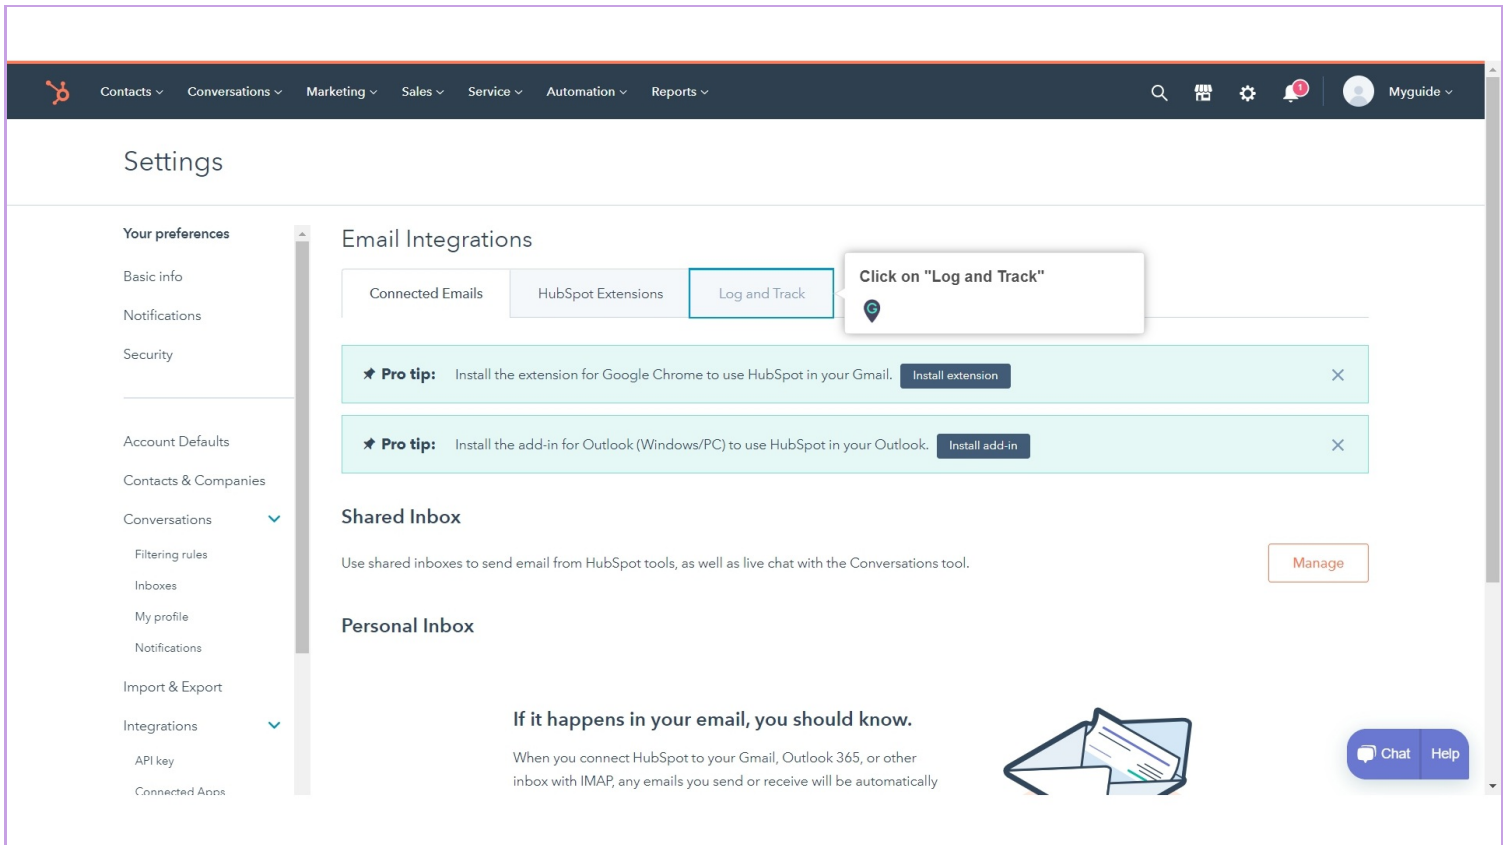 Contacts
Conversations
Marketing
Sales
Service
Automation
Reports
1
Myguide
Settings
Your preferences
Basic info
Notifications
Security
Account Defaults
Contacts & Companies
Conversations
Filtering rules
Inboxes
My profile
Notifications
Import & Export
Integrations
API key
Connected Apps
Email Integrations
Connected Emails
HubSpot Extensions
Log and Track
Click on "Log and Track"
G
Pro tip: Install the extension for Google Chrome to use HubSpot in your Gmail. Install extension
Pro tip: Install the add-in for Outlook (Windows/PC) to use HubSpot in your Outlook. Install add-in
Shared Inbox
Use shared inboxes to send email from HubSpot tools, as well as live chat with the Conversations tool.
Manage
Personal Inbox
If it happens in your email, you should know.
When you connect HubSpot to your Gmail, Outlook 365, or other
inbox with IMAP, any emails you send or receive will be automatically
Chat
Help